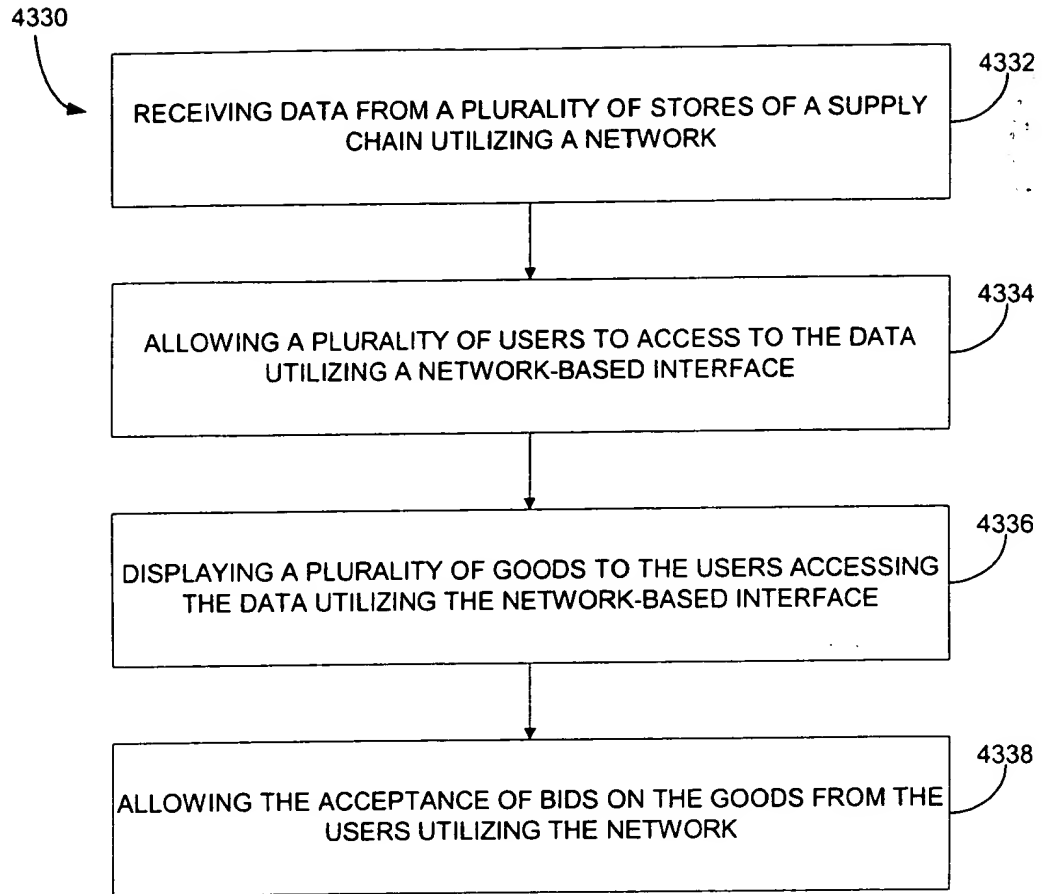 4330
4332
RECEIVING DATA FROM A PLURALITY OF STORES OF A SUPPLY
CHAIN UTILIZING A NETWORK
4334
ALLOWING A PLURALITY OF USERS TO ACCESS TO THE DATA
UTILIZING A NETWORK-BASED INTERFACE
4336
DISPLAYING A PLURALITY OF GOODS TO THE USERS ACCESSING
THE DATA UTILIZING THE NETWORK-BASED INTERFACE
4338
ALLOWING THE ACCEPTANCE OF BIDS ON THE GOODS FROM THE
USERS UTILIZING THE NETWORK